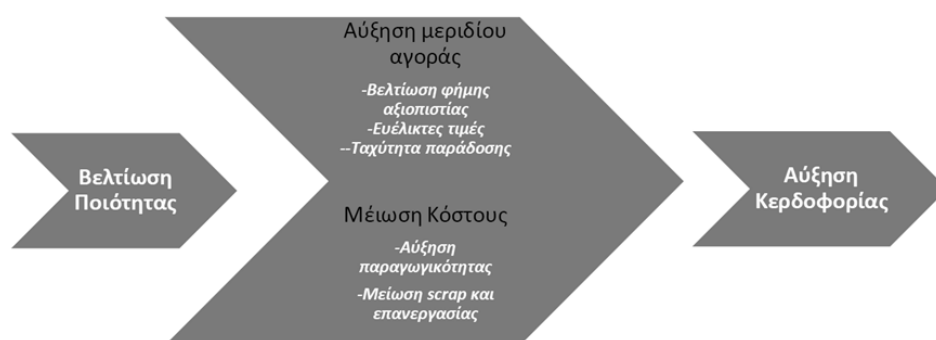 Βελτίωση
Ποιότητας
Αύξηση μεριδίου
αγοράς
-Βελτίωση φήμης
αξιοπιστίας
-Ευέλικτες τιμές
--Ταχύτητα παράδοσης
Μέιωση Κόστους
-Αύξηση
παραγωγικότητας
-Μείωση scrap και
επανεργασίας
Αύξηση
Κερδοφορίας